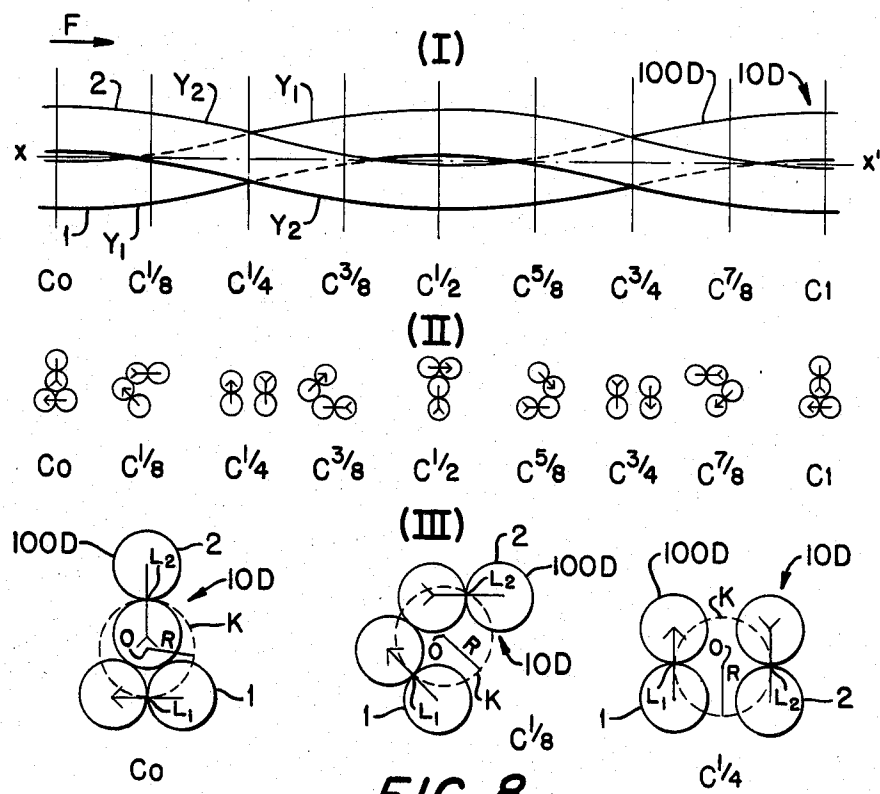 F
(I)
2 Y₂ Y₁ 100D 10D
X X'
1 Y₁ Y₂
C0 C1/8 C1/4 C3/8 C1/2 C5/8 C3/4 C7/8 C1
(II)
C0 C1/8 C1/4 C3/8 C1/2 C5/8 C3/4 C7/8 C1
(III)
100D 2 2 100D 10D
L₂ 10D L₂ 100D K
O R K O R 10D O R
L₁ 1 1 L₁ K 1 L₁ L₂ 2
C0 C1/8 C1/4
FIG. 8